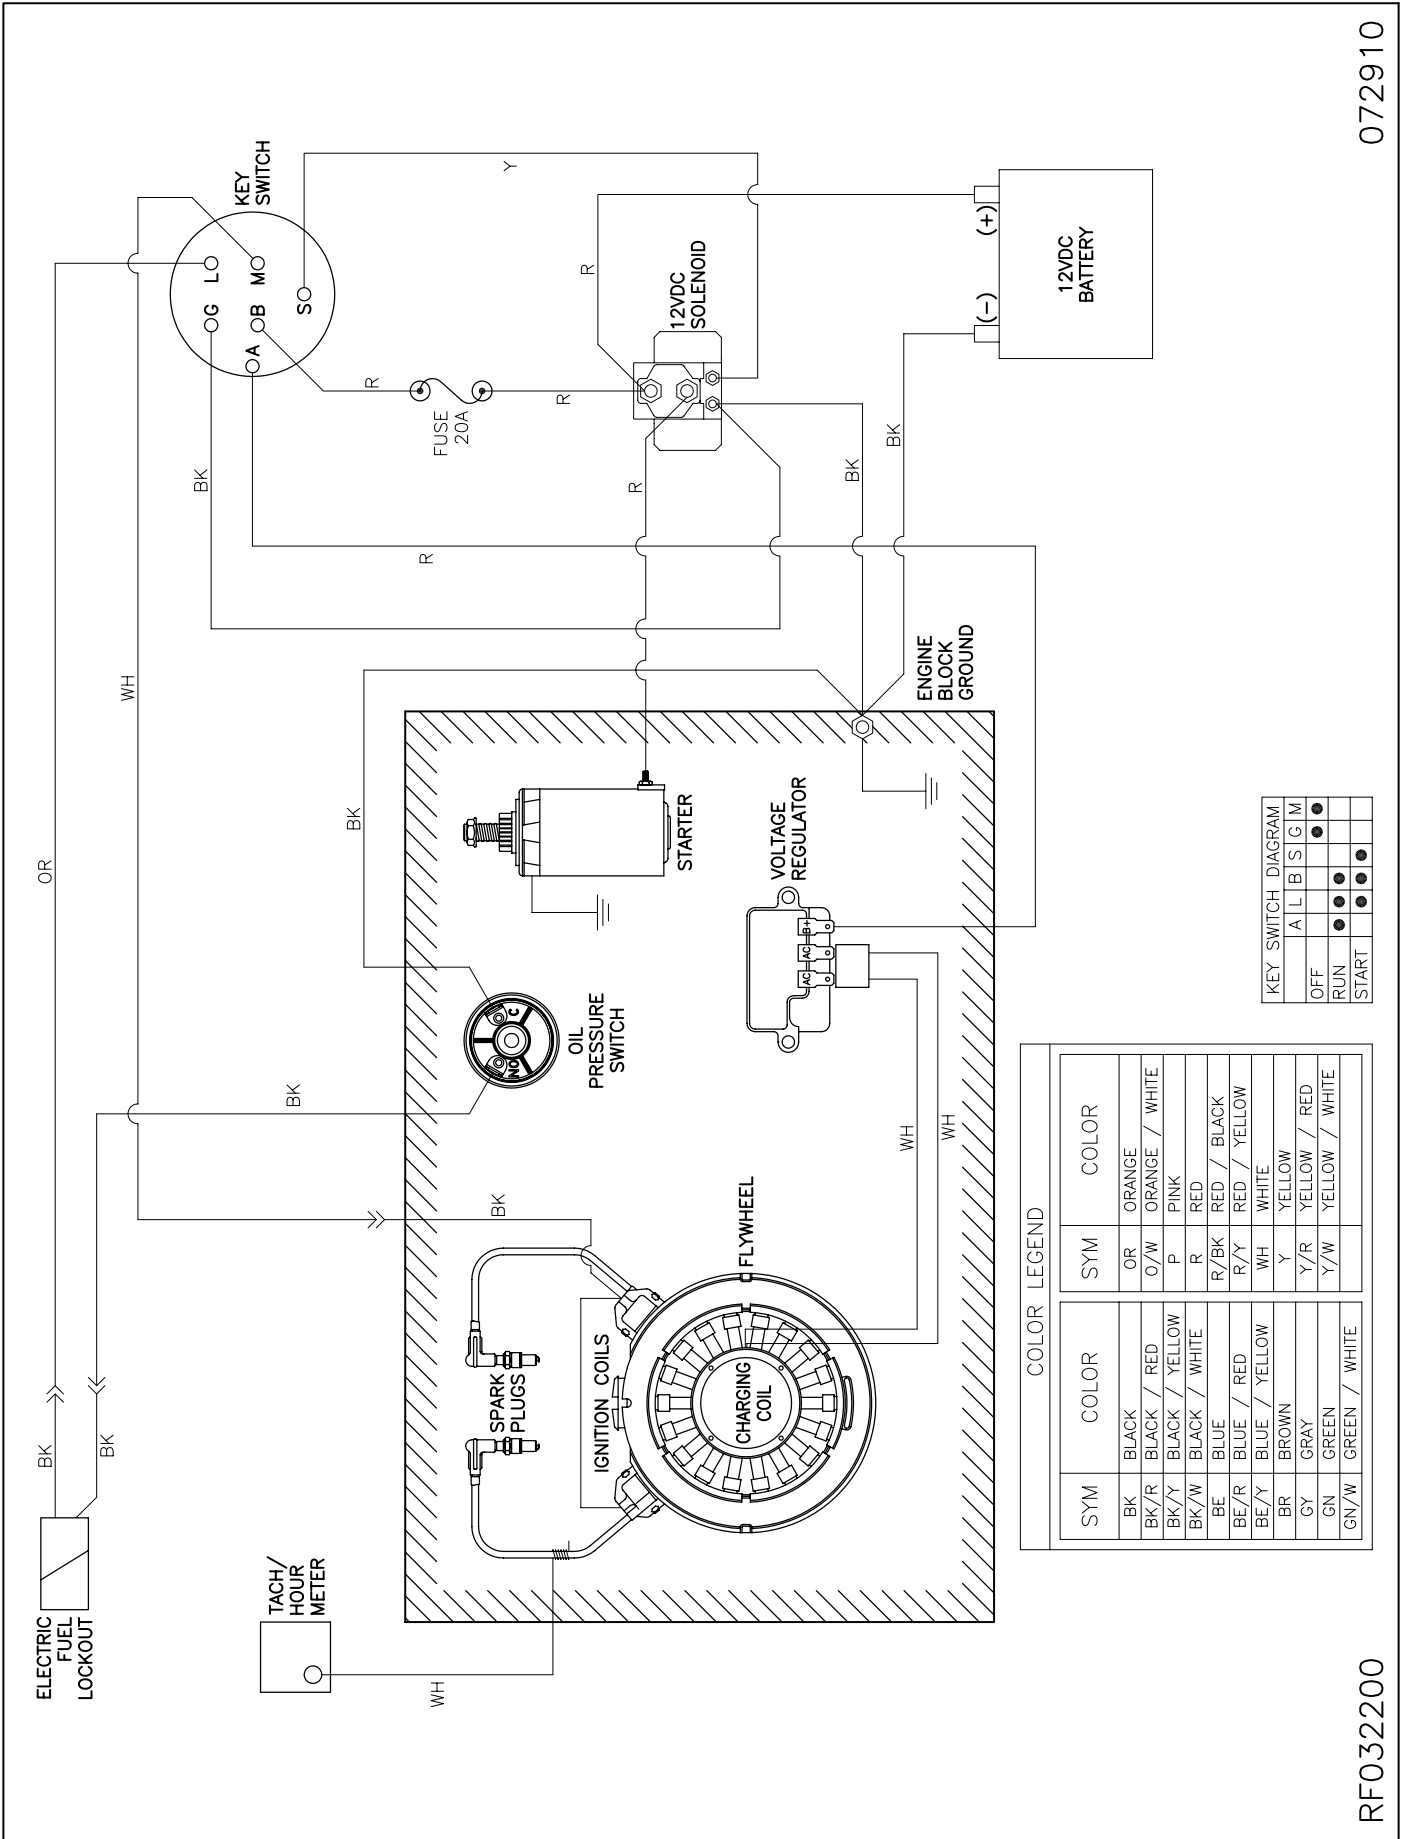 ELECTRIC
FUEL
LOCKOUT
BK
BK
OR
WH
KEY
SWITCH
G
L
A
B
M
S
TACH/
HOUR
METER
WH
BK
BK
BK
R
R
FUSE
20A
Y
SPARK
PLUGS
BK
OIL
PRESSURE
SWITCH
NO
C
R
R
R
12VDC
SOLENOID
IGNITION COILS
STARTER
CHARGING
COIL
FLYWHEEL
VOLTAGE
REGULATOR
AC
AC
B+
BK
BK
WH
WH
ENGINE
BLOCK
GROUND
(-)
(+)
12VDC
BATTERY
COLOR LEGEND
SYM COLOR SYM COLOR
BK BLACK OR ORANGE
BK/R BLACK / RED O/W ORANGE / WHITE
BK/Y BLACK / YELLOW P PINK
BK/W BLACK / WHITE R RED
BE BLUE R/BK RED / BLACK
BE/R BLUE / RED R/Y RED / YELLOW
BE/Y BLUE / YELLOW WH WHITE
BR BROWN Y YELLOW
GY GRAY Y/R YELLOW / RED
GN GREEN Y/W YELLOW / WHITE
GN/W GREEN / WHITE
KEY SWITCH DIAGRAM
A L B S G M
OFF
RUN
START
RF032200
072910